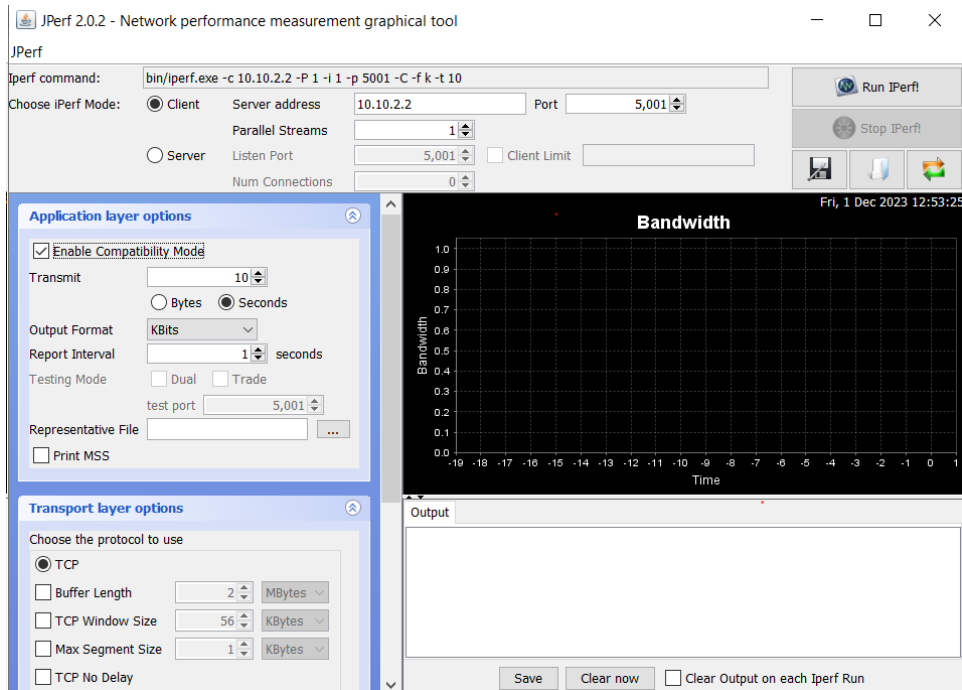 JPerf 2.0.2 - Network performance measurement graphical tool
JPerf
Iperf command: bin/iperf.exe -c 10.10.2.2 -P 1 -i 1 -p 5001 -C -f k -t 10
Choose iPerf Mode: Client Server address 10.10.2.2 Port 5,001
Parallel Streams 1
Server Listen Port 5,001 Client Limit
Num Connections 0
Run IPerf!
Stop IPerf!
Application layer options
Enable Compatibility Mode
Transmit 10
Bytes Seconds
Output Format KBits
Report Interval 1 seconds
Testing Mode Dual Trade
test port 5,001
Representative File ...
Print MSS
Transport layer options
Choose the protocol to use
TCP
Buffer Length 2 MBytes
TCP Window Size 56 KBytes
Max Segment Size 1 KBytes
TCP No Delay
Fri, 1 Dec 2023 12:53:25
Bandwidth
Bandwidth
1.0
0.9
0.8
0.7
0.6
0.5
0.4
0.3
0.2
0.1
0.0
-19 -18 -17 -16 -15 -14 -13 -12 -11 -10 -9 -8 -7 -6 -5 -4 -3 -2 -1 0 1
Time
Output
Save Clear now Clear Output on each Iperf Run